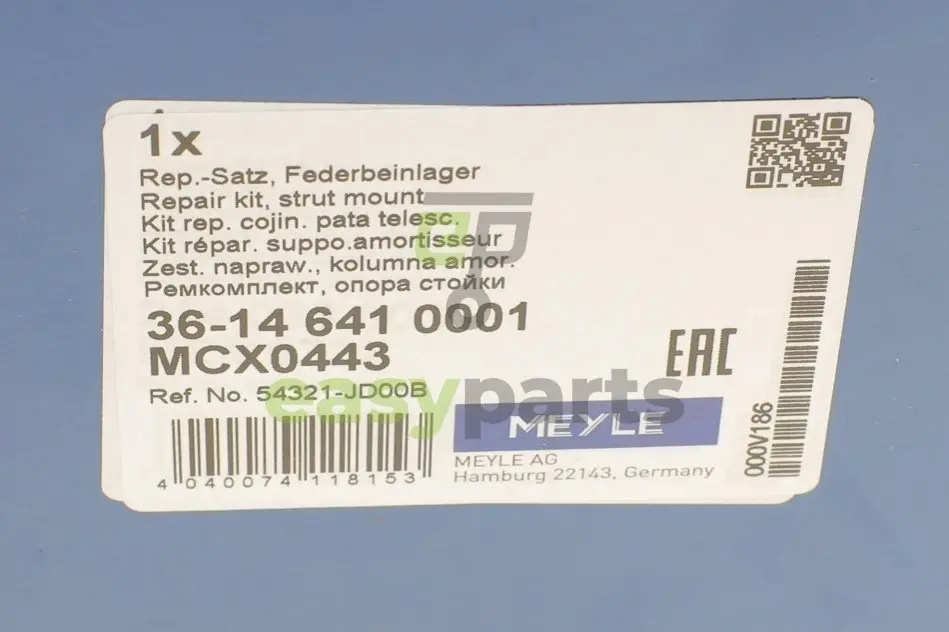 1x
Rep.-Satz, Federbeinlager
Repair kit, strut mount
Kit rep. cojin. pata telesc.
Kit répar. suppo.amortisseur
Zest. napraw., kolumna amor.
Ремкомплект, опора стойки
36-14 641 0001
MCX0443
Ref. No. 54321-JD00B
EAC
ep
easyparts
MEYLE
MEYLE AG
Hamburg 22143, Germany
4 040074 118153
000V186